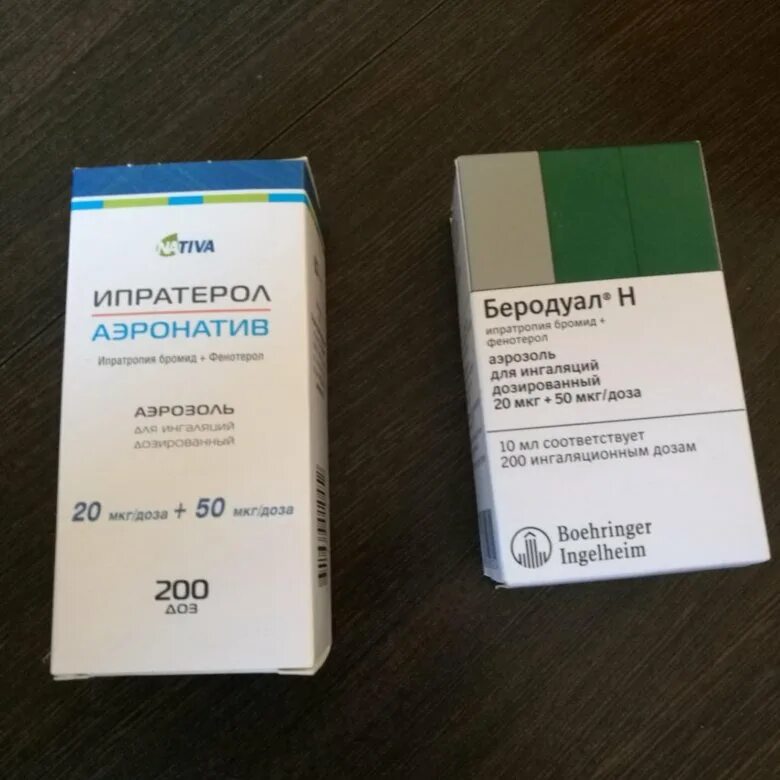 NATIVA
ИПРАТЕРОЛ
АЭРОНАТИВ
Ипратропия бромид + Фенотерол
АЭРОЗОЛЬ
ДЛЯ ИНГАЛЯЦИЙ
ДОЗИРОВАННЫЙ
20 мкг/доза + 50 мкг/доза
200
ДОЗ
Беродуал® Н
ипратропия бромид +
фенотерол
аэрозоль
для ингаляций
дозированный
20 мкг + 50 мкг/доза
10 мл соответствует
200 ингаляционным дозам
Boehringer
Ingelheim